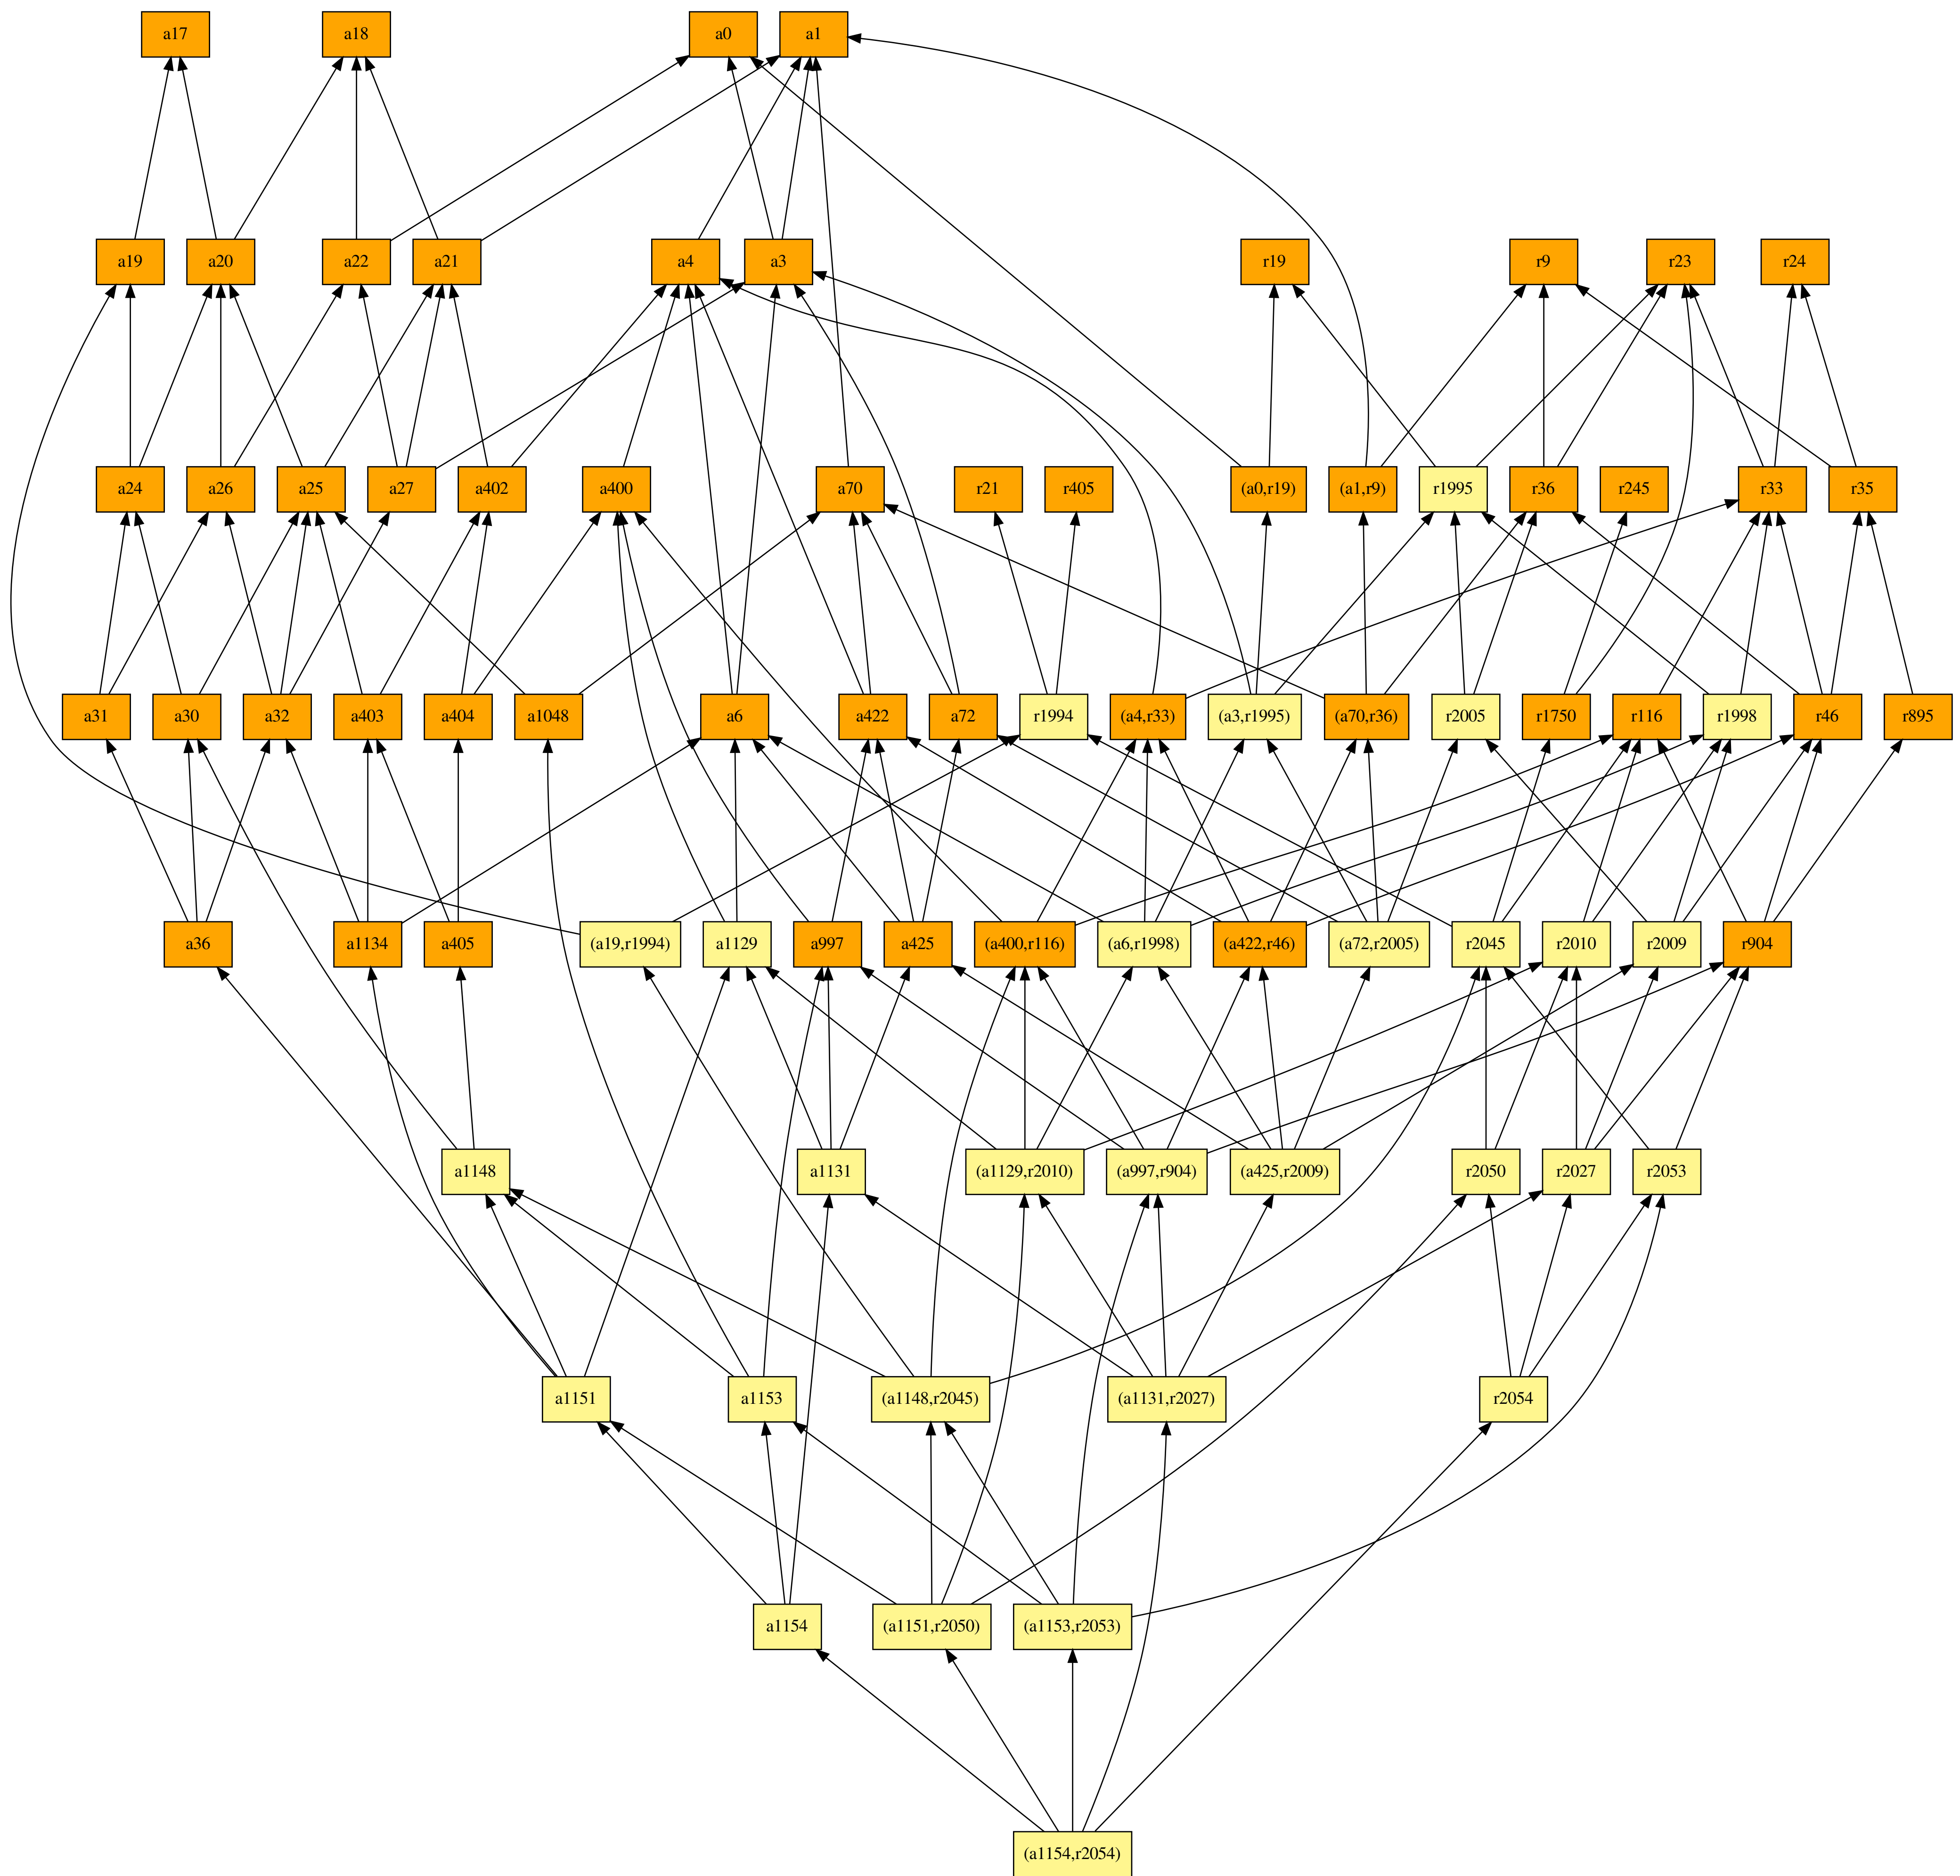 a17 a18 a0 a1
a19 a20 a22 a21 a4 a3 r19 r9 r23 r24
a24 a26 a25 a27 a402 a400 a70 r21 r405 (a0,r19) (a1,r9) r1995 r36 r245 r33 r35
a31 a30 a32 a403 a404 a1048 a6 a422 a72 r1994 (a4,r33) (a3,r1995) (a70,r36) r2005 r1750 r116 r1998 r46 r895
a36 a1134 a405 (a19,r1994) a1129 a997 a425 (a400,r116) (a6,r1998) (a422,r46) (a72,r2005) r2045 r2010 r2009 r904
a1148 a1131 (a1129,r2010) (a997,r904) (a425,r2009) r2050 r2027 r2053
a1151 a1153 (a1148,r2045) (a1131,r2027) r2054
a1154 (a1151,r2050) (a1153,r2053)
(a1154,r2054)